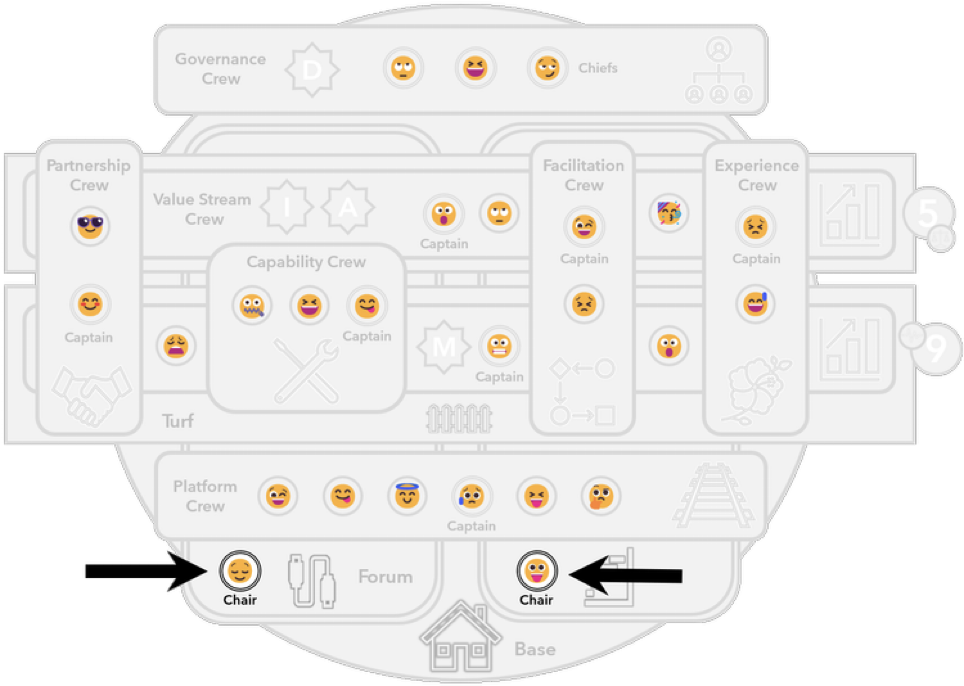 Governance
Crew
D
Chiefs
Partnership
Crew
Facilitation
Crew
Experience
Crew
Value Stream
Crew
I
A
Captain
Captain
Captain
5
Capability Crew
Captain
Captain
M
Captain
9
Turf
Platform
Crew
Captain
Chair
Forum
Chair
Base